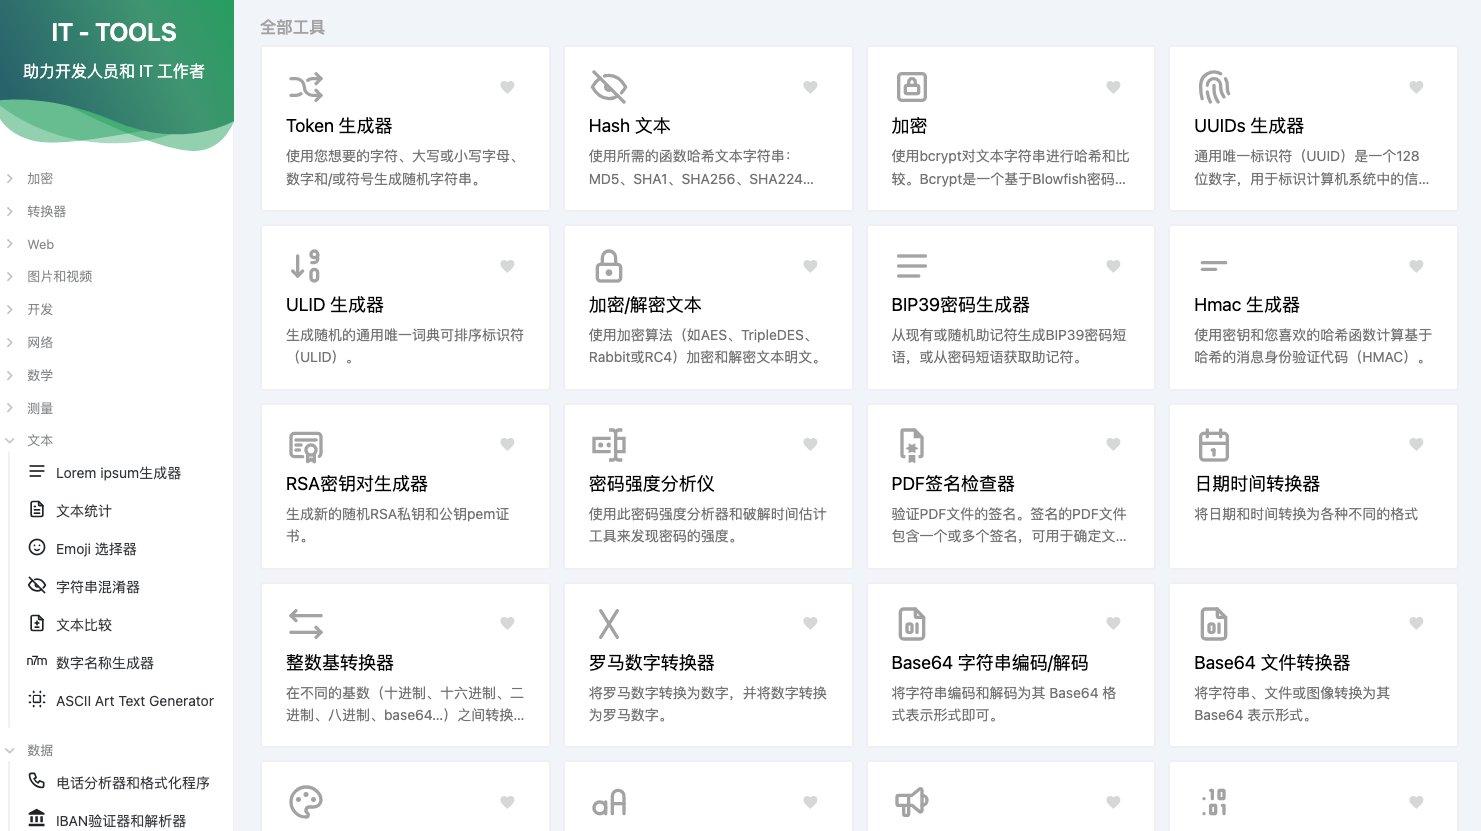 IT - TOOLS
助力开发人员和 IT 工作者
加密
转换器
Web
图片和视频
开发
网络
数学
测量
文本
Lorem ipsum生成器
文本统计
Emoji 选择器
字符串混淆器
文本比较
n7m 数字名称生成器
ASCII Art Text Generator
数据
电话分析器和格式化程序
IBAN验证器和解析器
全部工具
Token 生成器
使用您想要的字符、大写或小写字母、
数字和/或符号生成随机字符串。
Hash 文本
使用所需的函数哈希文本字符串：
MD5、SHA1、SHA256、SHA224...
加密
使用bcrypt对文本字符串进行哈希和比
较。Bcrypt是一个基于Blowfish密码...
UUIDs 生成器
通用唯一标识符（UUID）是一个128
位数字，用于标识计算机系统中的信...
ULID 生成器
生成随机的通用唯一词典可排序标识符
（ULID）。
加密/解密文本
使用加密算法（如AES、TripleDES、
Rabbit或RC4）加密和解密文本明文。
BIP39密码生成器
从现有或随机助记符生成BIP39密码短
语，或从密码短语获取助记符。
Hmac 生成器
使用密钥和您喜欢的哈希函数计算基于
哈希的消息身份验证代码（HMAC）。
RSA密钥对生成器
生成新的随机RSA私钥和公钥pem证
书。
密码强度分析仪
使用此密码强度分析器和破解时间估计
工具来发现密码的强度。
PDF签名检查器
验证PDF文件的签名。签名的PDF文件
包含一个或多个签名，可用于确定文...
日期时间转换器
将日期和时间转换为各种不同的格式
整数基转换器
在不同的基数（十进制、十六进制、二
进制、八进制、base64...）之间转换...
罗马数字转换器
将罗马数字转换为数字，并将数字转换
为罗马数字。
Base64 字符串编码/解码
将字符串编码和解码为其 Base64 格
式表示形式即可。
Base64 文件转换器
将字符串、文件或图像转换为其
Base64 表示形式。